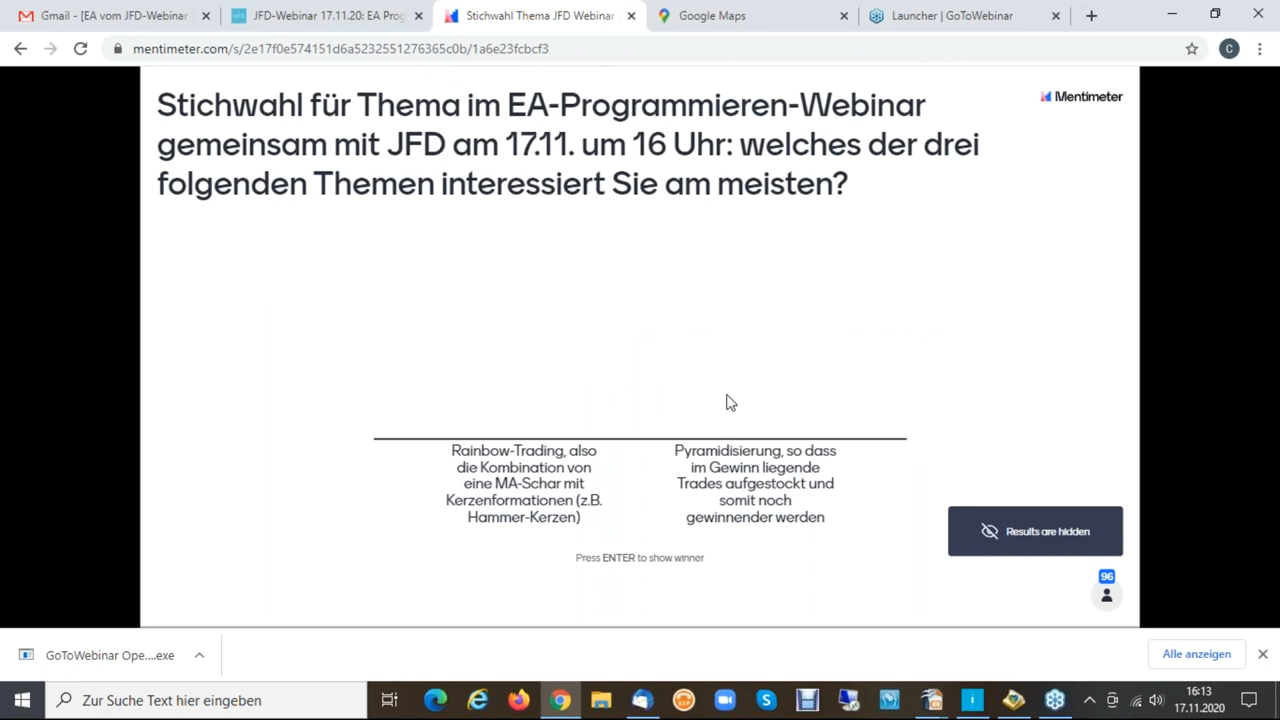 Gmail - [EA vom JFD-Webinar
JFD-Webinar 17.11.20: EA Prog
Stichwahl Thema JFD Webinar
Google Maps
Launcher | GoToWebinar
mentimeter.com/s/2e17f0e574151d6a5232551276365c0b/1a6e23fcbcf3
C
Stichwahl für Thema im EA-Programmieren-Webinar
gemeinsam mit JFD am 17.11. um 16 Uhr: welches der drei
folgenden Themen interessiert Sie am meisten?
Mentimeter
Rainbow-Trading, also
die Kombination von
eine MA-Schar mit
Kerzenformationen (z.B.
Hammer-Kerzen)
Pyramidisierung, so dass
im Gewinn liegende
Trades aufgestockt und
somit noch
gewinnender werden
Results are hidden
Press ENTER to show winner
96
GoToWebinar Ope....exe
Alle anzeigen
Zur Suche Text hier eingeben
16:13
17.11.2020